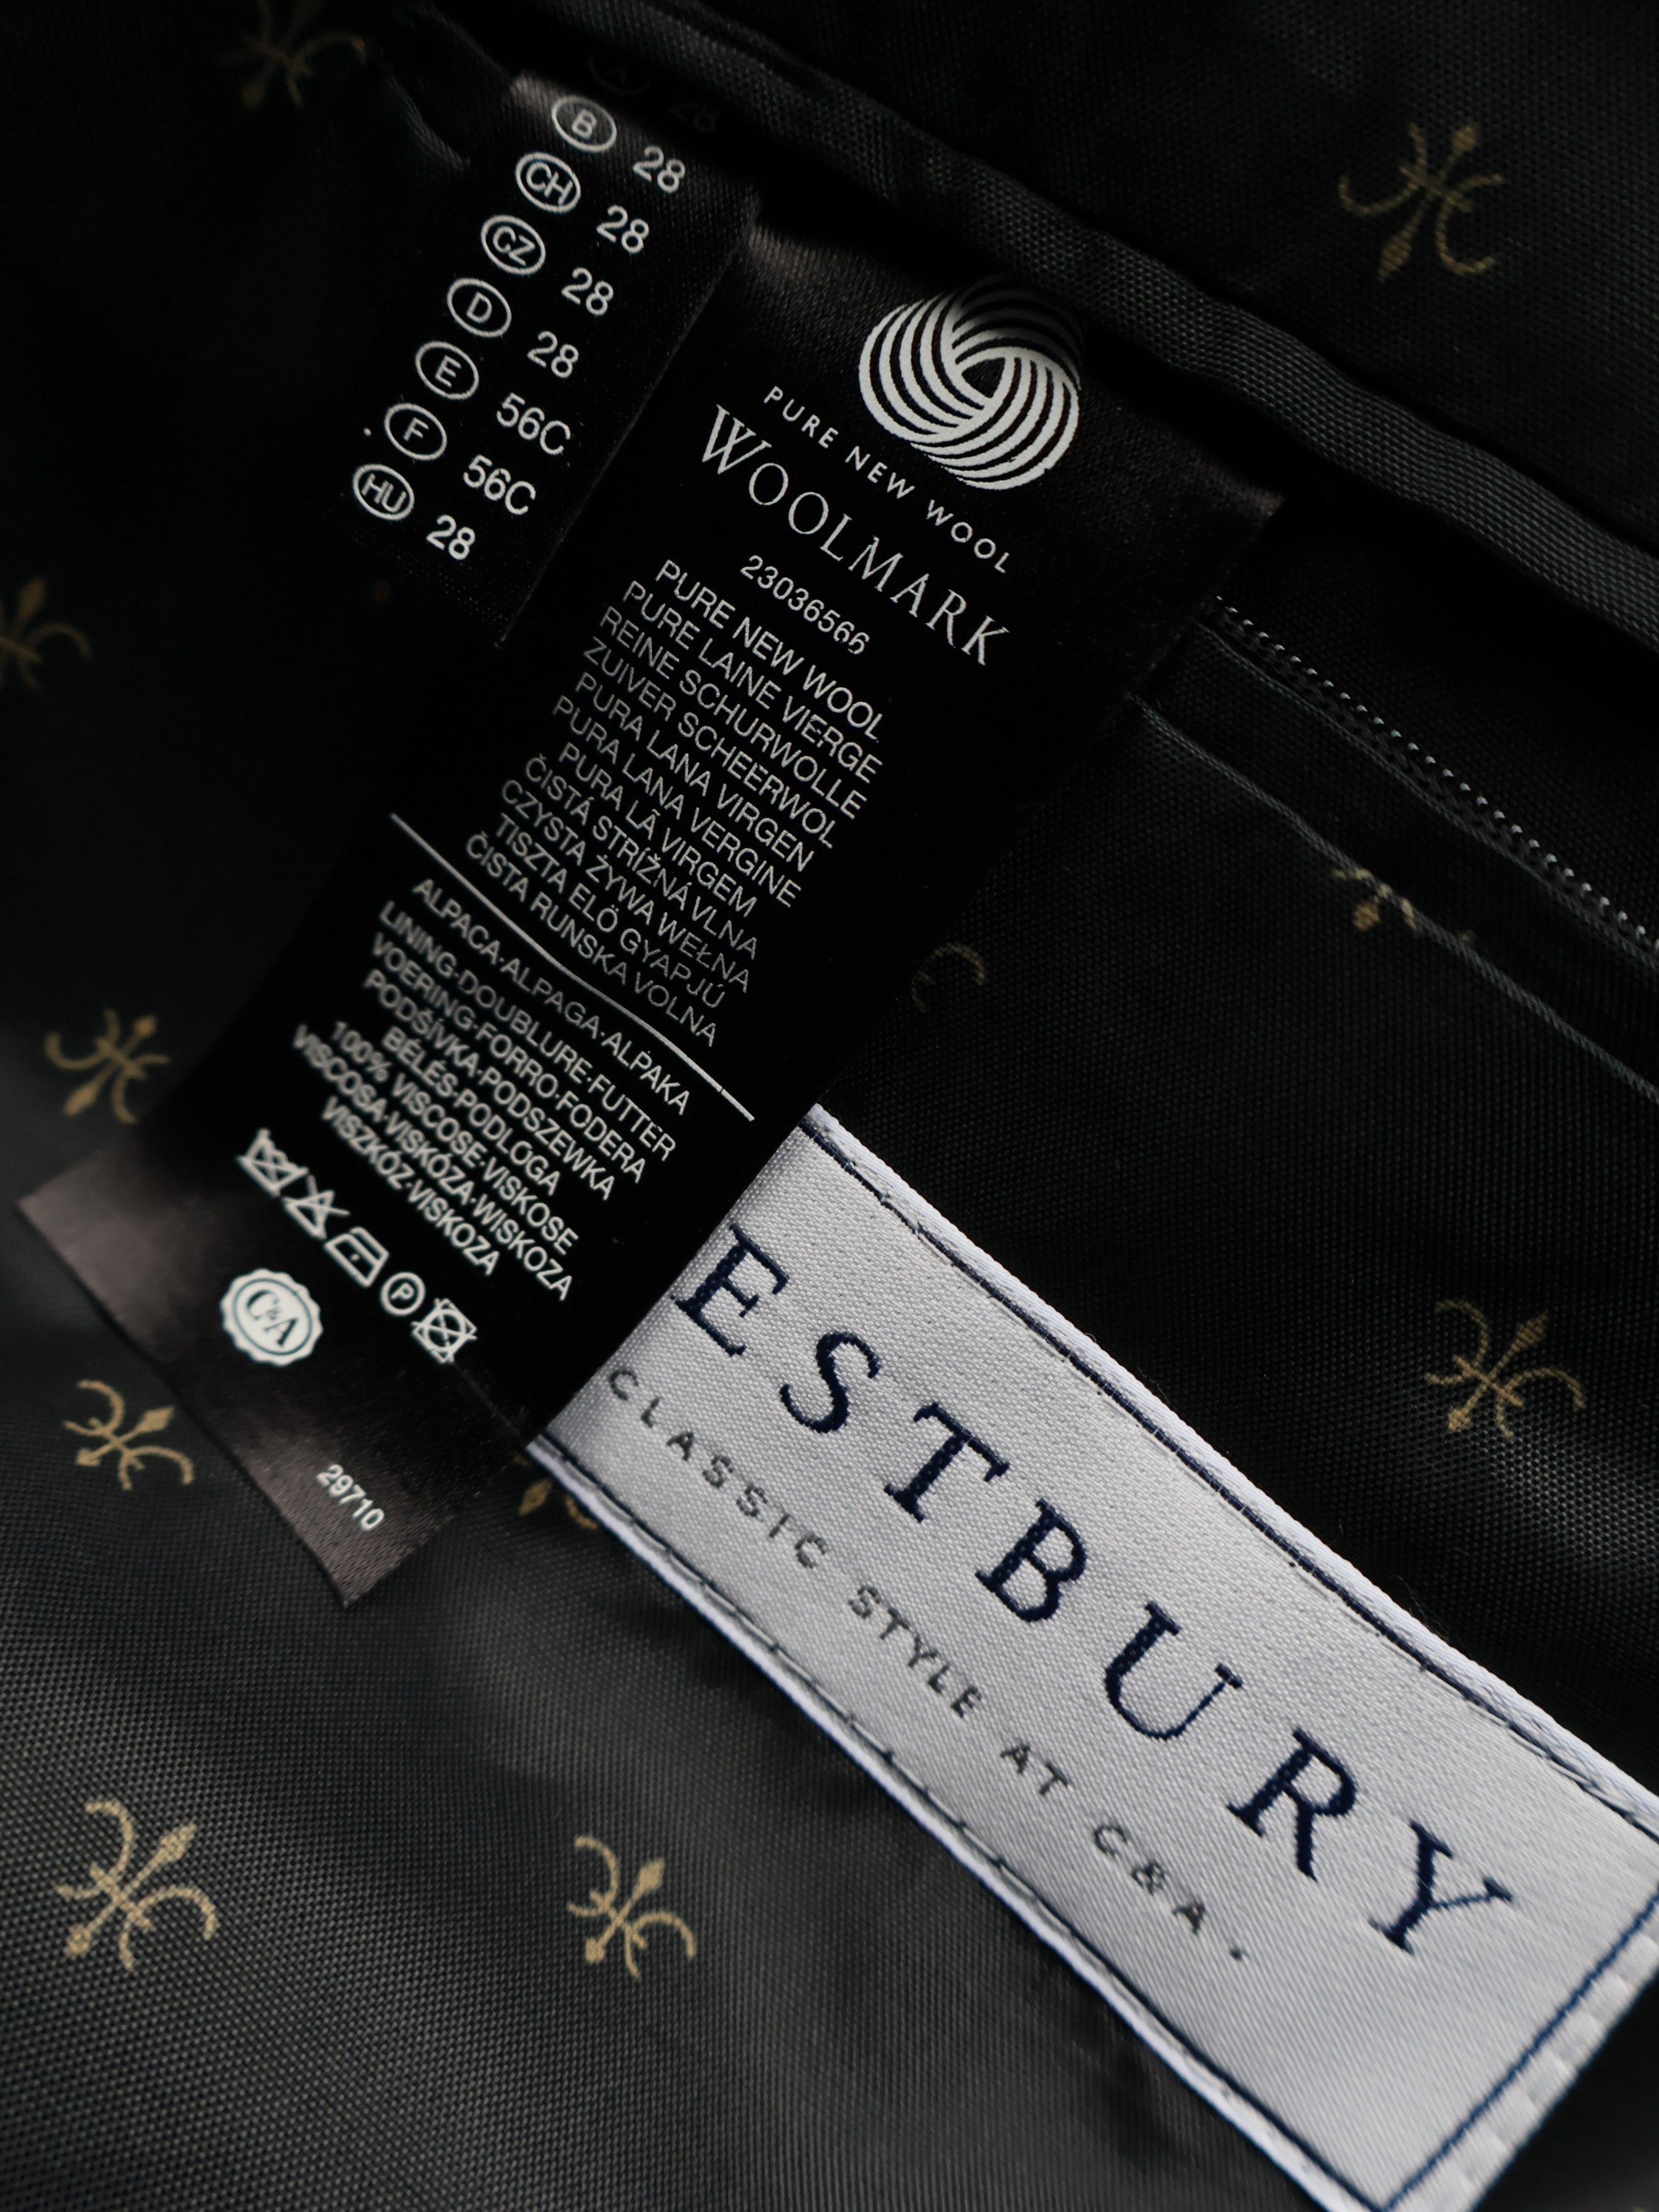 B 28
CH 28
CZ 28
D 28
E 56C
F 56C
HU 28
PURE NEW WOOL
WOOLMARK
23036566
PURE NEW WOOL
PURE LAINE VIERGE
REINE SCHURWOLLE
ZUIVER SCHEERWOL
PURA LANA VIRGEN
PURA LANA VERGINE
PURA LÃ VIRGEM
ČISTÁ STŘÍŽNÁ VLNA
CZYSTA ŻYWA WEŁNA
TISZTA ELŐ GYAPJÚ
ČISTA RUNSKA VOLNA
ALPACA·ALPAGA·ALPAKA
LINING·DOUBLURE·FUTTER
VOERING·FORRO·FODERA
PODŠÍVKA·PODSZEWKA
BÉLÉS·PODLOGA
100% VISCOSE·VISKOSE
VISCOSA·VISKÓZA·WISKOZA
VISZKÓZ·VISKOZA
P
C&A
29710
ESTBURY
CLASSIC STYLE AT C&A.